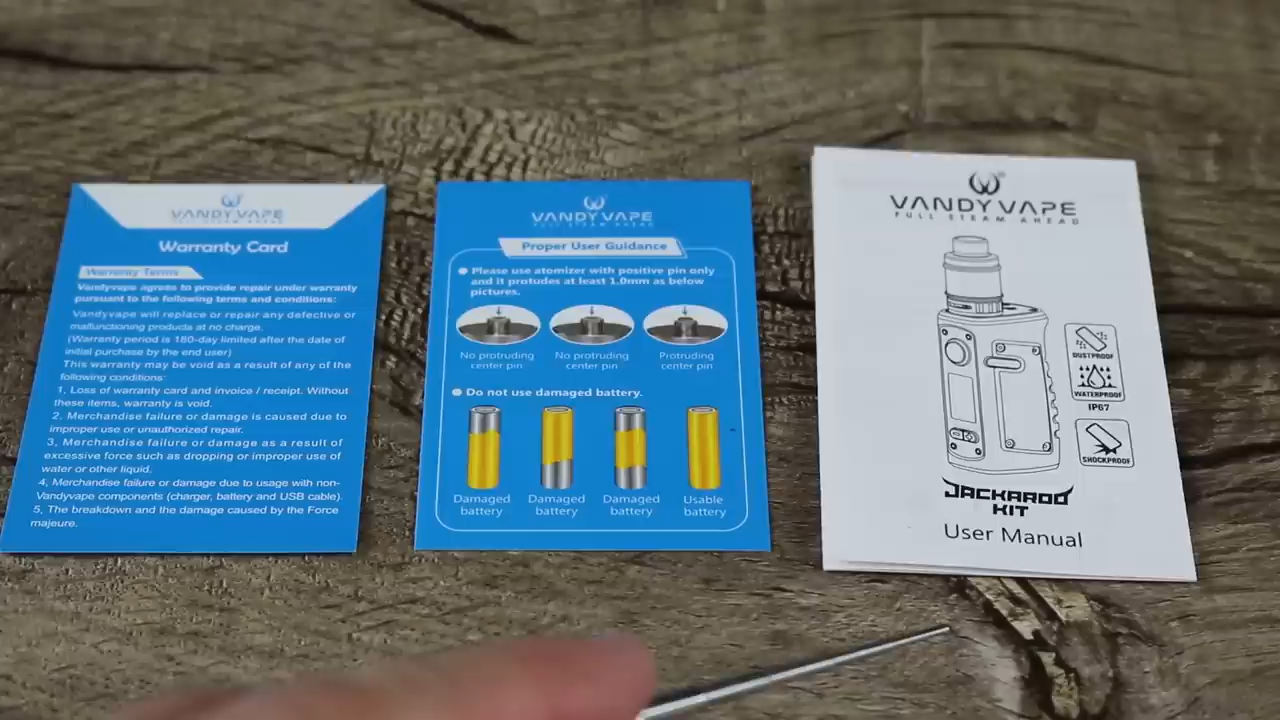 VANDY VAPE
FULL STEAM AHEAD
Warranty Card
Warranty Terms
Vandyvape agrees to provide repair under warranty
pursuant to the following terms and conditions:
Vandyvape will replace or repair any defective or
malfunctioning products at no charge.
(Warranty period is 180-day limited after the date of
initial purchase by the end user)
This warranty may be void as a result of any of the
following conditions:
1, Loss of warranty card and invoice / receipt. Without
these items, warranty is void.
2, Merchandise failure or damage is caused due to
improper use or unauthorized repair.
3, Merchandise failure or damage as a result of
excessive force such as dropping or improper use of
water or other liquid.
4, Merchandise failure or damage due to usage with non-
Vandyvape components (charger, battery and USB cable).
5, The breakdown and the damage caused by the Force
majeure.
VANDY VAPE
FULL STEAM AHEAD
Proper User Guidance
● Please use atomizer with positive pin only
and it protudes at least 1.0mm as below
pictures.
No protruding
center pin
No protruding
center pin
Protruding
center pin
● Do not use damaged battery.
Damaged
battery
Damaged
battery
Damaged
battery
Usable
battery
VANDY VAPE
FULL STEAM AHEAD
DUSTPROOF
WATERPROOF
IP67
SHOCKPROOF
JACKAROO
KIT
User Manual